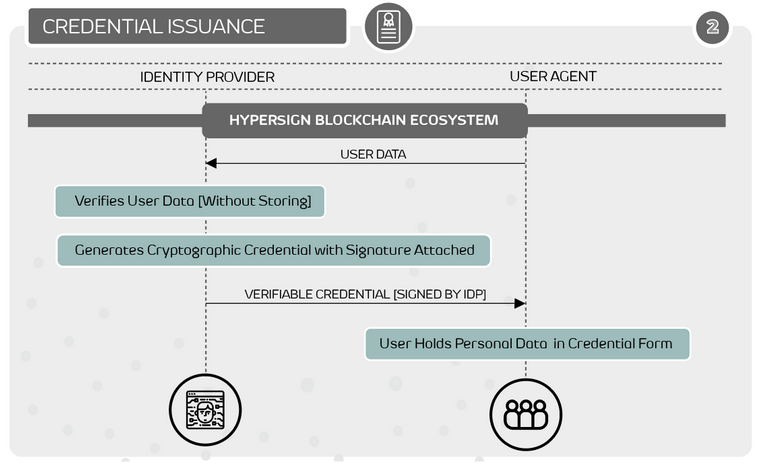 CREDENTIAL ISSUANCE
2
IDENTITY PROVIDER
USER AGENT
HYPERSIGN BLOCKCHAIN ECOSYSTEM
USER DATA
Verifies User Data [Without Storing]
Generates Cryptographic Credential with Signature Attached
VERIFIABLE CREDENTIAL [SIGNED BY IDP]
User Holds Personal Data in Credential Form